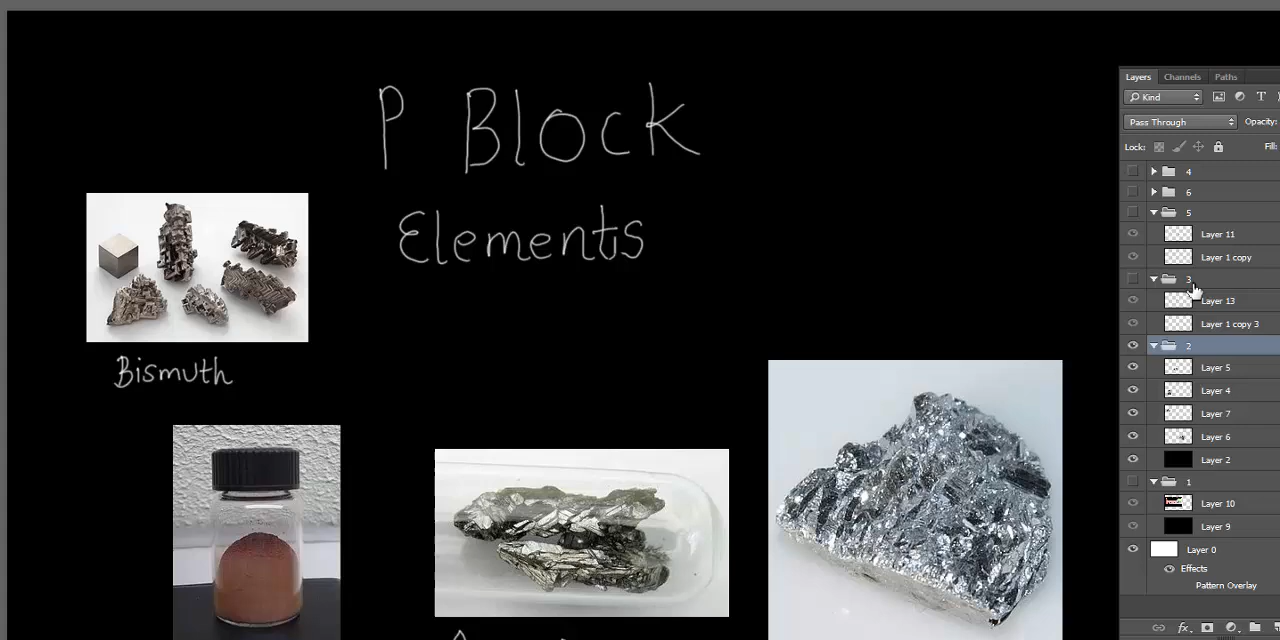 P Block
Elements
Bismuth
Layers Channels Paths
Kind T
Pass Through Opacity:
Lock: Fill:
4
6
5
Layer 11
Layer 1 copy
3
Layer 13
Layer 1 copy 3
2
Layer 5
Layer 4
Layer 7
Layer 6
Layer 2
1
Layer 10
Layer 9
Layer 0
Effects
Pattern Overlay
fx